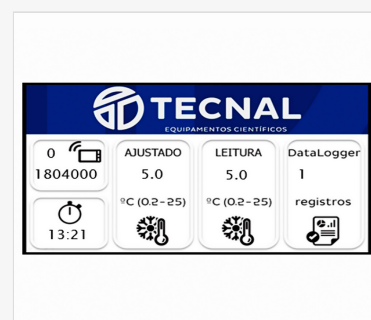 TECNAL
EQUIPAMENTOS CIENTÍFICOS
0
1804000
13:21
AJUSTADO
5.0
ºC (0.2-25)
LEITURA
5.0
ºC (0.2-25)
DataLogger
1
registros